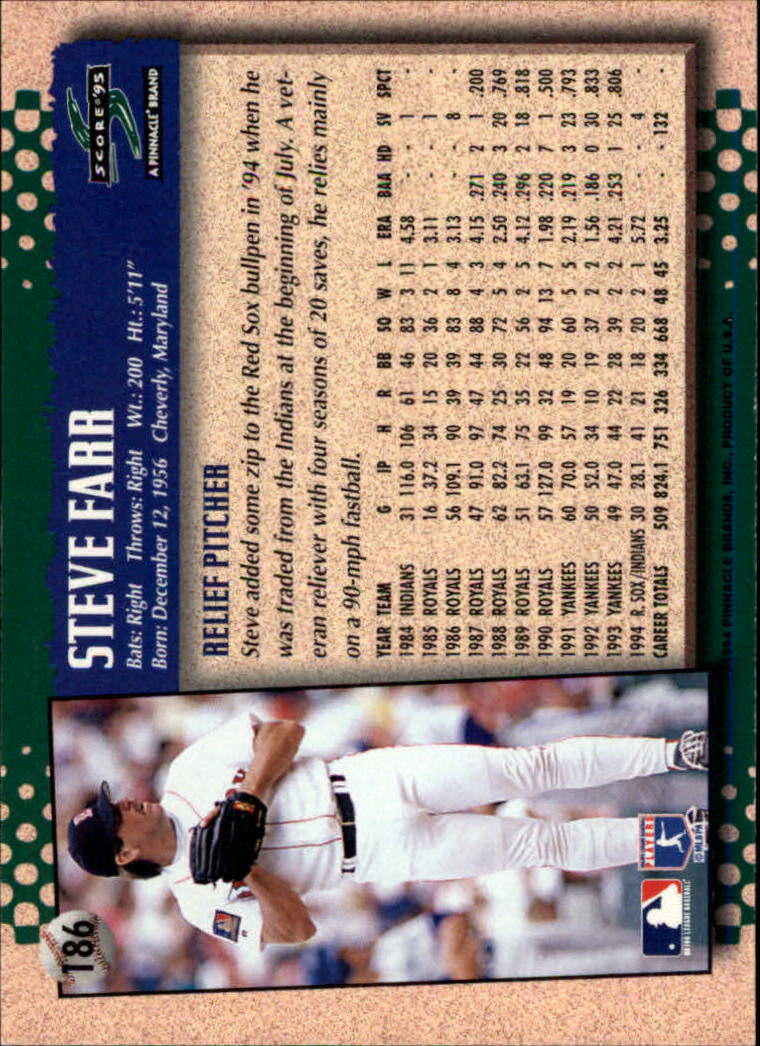 186
STEVE FARR
Bats: Right Throws: Right Wt.: 200 Ht.: 5'11"
Born: December 12, 1956 Cheverly, Maryland
SCORE®'95
A PINNACLE® BRAND
RELIEF PITCHER
Steve added some zip to the Red Sox bullpen in '94 when he
was traded from the Indians at the beginning of July. A vet-
eran reliever with four seasons of 20 saves, he relies mainly
on a 90-mph fastball.
YEAR TEAM G IP H R BB SO W L ERA BAA HD SV SPCT
1984 INDIANS 31 116.0 106 61 46 83 3 11 4.58 - - 1 -
1985 ROYALS 16 37.2 34 15 20 36 2 1 3.11 - - 1 -
1986 ROYALS 56 109.1 90 39 39 83 8 4 3.13 - - 8 -
1987 ROYALS 47 91.0 97 47 44 88 4 3 4.15 .271 2 1 .200
1988 ROYALS 62 82.2 74 25 30 72 5 4 2.50 .240 3 20 .769
1989 ROYALS 51 63.1 75 35 22 56 2 5 4.12 .296 2 18 .818
1990 ROYALS 57 127.0 99 32 48 94 13 7 1.98 .220 7 1 .500
1991 YANKEES 60 70.0 57 19 20 60 5 5 2.19 .219 3 23 .793
1992 YANKEES 50 52.0 34 10 19 37 2 2 1.56 .186 0 30 .833
1993 YANKEES 49 47.0 44 22 28 39 2 2 4.21 .253 1 25 .806
1994 R. SOX/INDIANS 30 28.1 41 21 18 20 2 1 5.72 - - 4 -
CAREER TOTALS 509 824.1 751 326 334 668 48 45 3.25 - - 132
MAJOR LEAGUE BASEBALL
PLAYERS
©MLBPA
1994 PINNACLE BRANDS, INC., PRODUCT OF U.S.A.